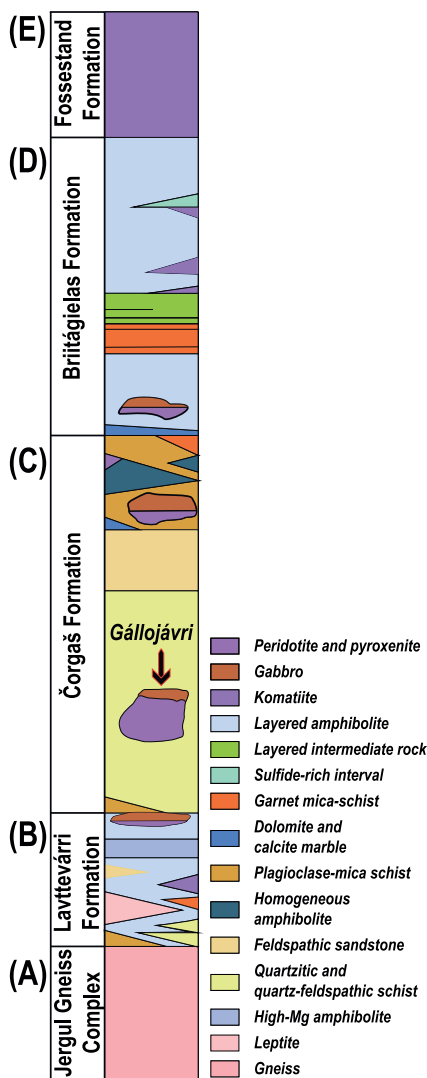 (E)
Fossestand
Formation
(D)
Briitágielas Formation
(C)
Čorgaš Formation
Gállojávri
(B)
Lavttevárri
Formation
(A)
Jergul Gneiss
Complex
Peridotite and pyroxenite
Gabbro
Komatiite
Layered amphibolite
Layered intermediate rock
Sulfide-rich interval
Garnet mica-schist
Dolomite and
calcite marble
Plagioclase-mica schist
Homogeneous
amphibolite
Feldspathic sandstone
Quartzitic and
quartz-feldspathic schist
High-Mg amphibolite
Leptite
Gneiss